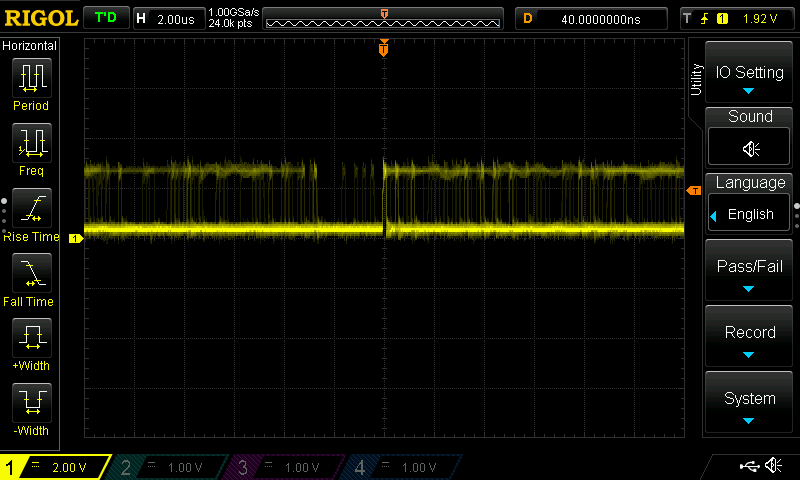 RIGOL T'D H 2.00us 1.00GSa/s 24.0k pts T D 40.0000000ns T 1 1.92 V
Horizontal
Period
Freq
Rise Time
Fall Time
+Width
-Width
T
T
1
Utility
IO Setting
Sound
Language
English
Pass/Fail
Record
System
1 2.00 V 2 1.00 V 3 1.00 V 4 1.00 V